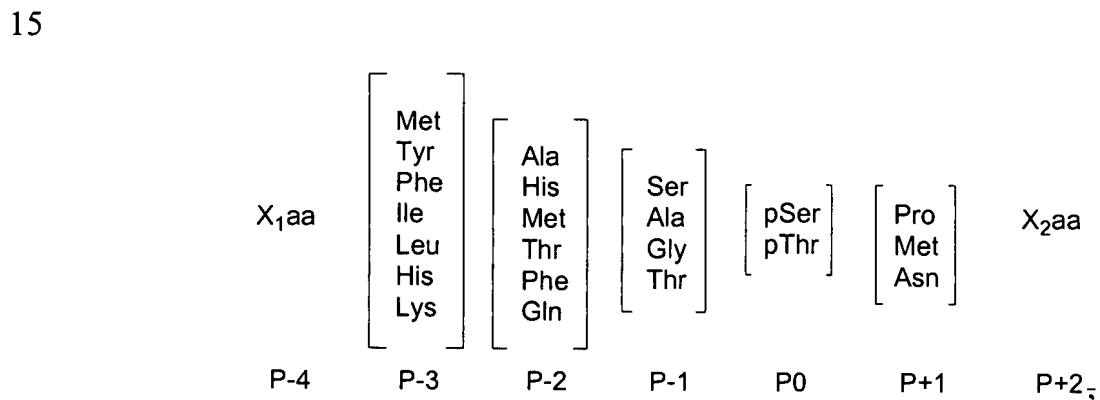 15
Met
Tyr
Phe
Ile
Leu
His
Lys
Ala
His
Met
Thr
Phe
Gln
Ser
Ala
Gly
Thr
pSer
pThr
Pro
Met
Asn
X₁aa
X₂aa
P-4 P-3 P-2 P-1 P0 P+1 P+2;